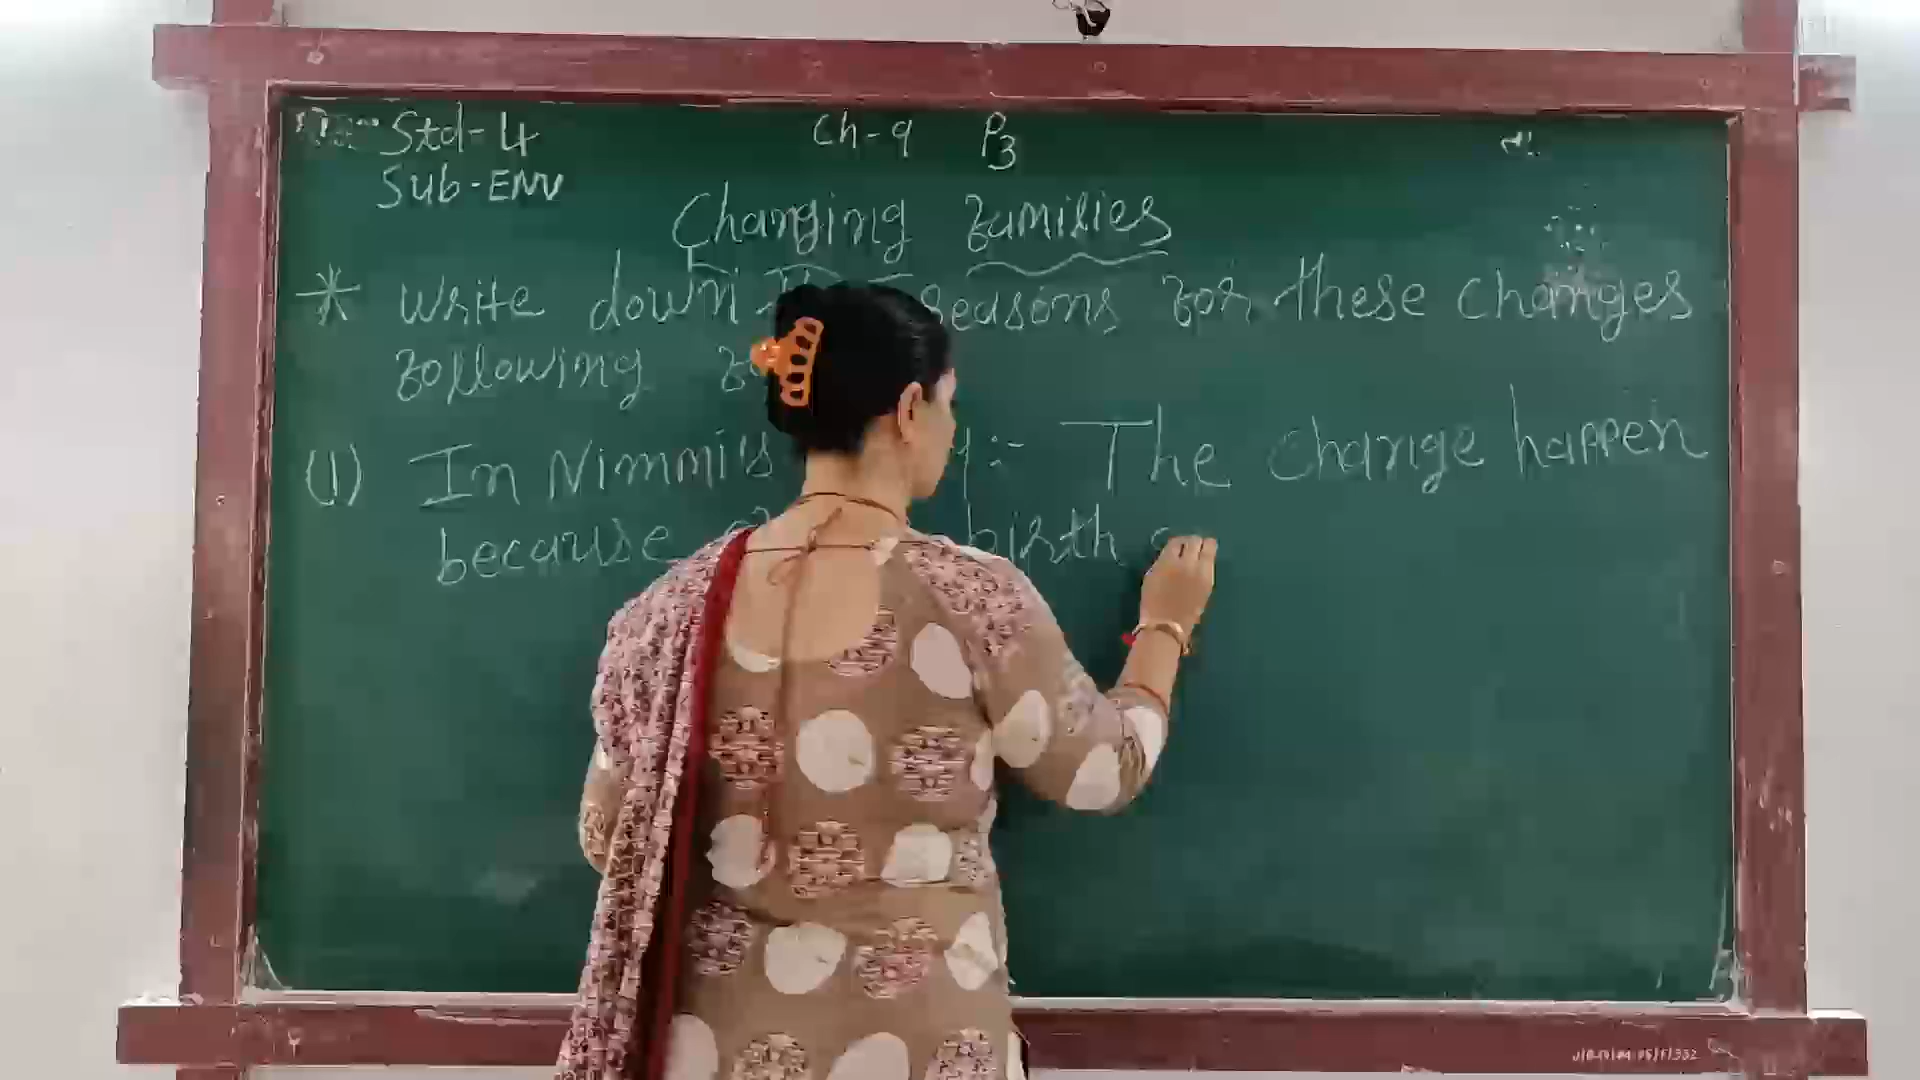 Std-4
Ch-9 P3
Sub-ENV
Changing families
* Write down reasons for these changes
following
(1) In Nimmi's :- The change happen
because birth